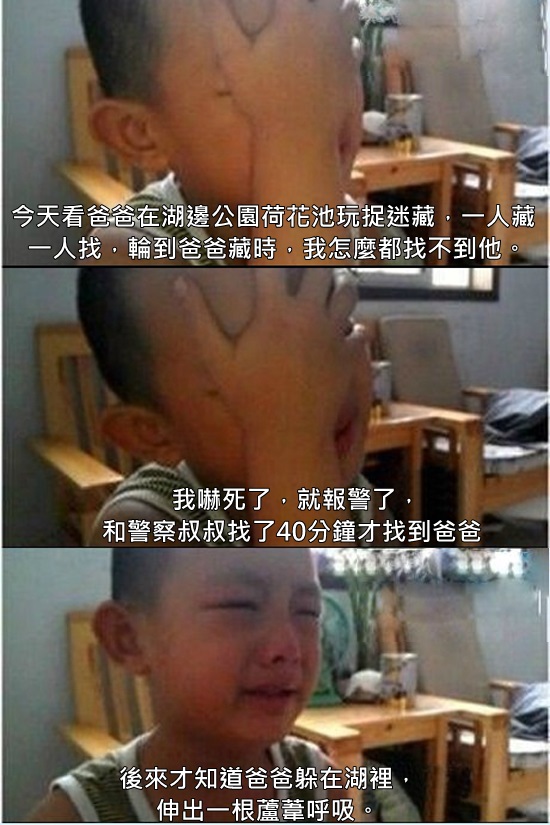 今天看爸爸在湖邊公園荷花池玩捉迷藏，一人藏
一人找，輪到爸爸藏時，我怎麼都找不到他。
我嚇死了，就報警了，
和警察叔叔找了40分鐘才找到爸爸
後來才知道爸爸躲在湖裡，
伸出一根蘆葦呼吸。